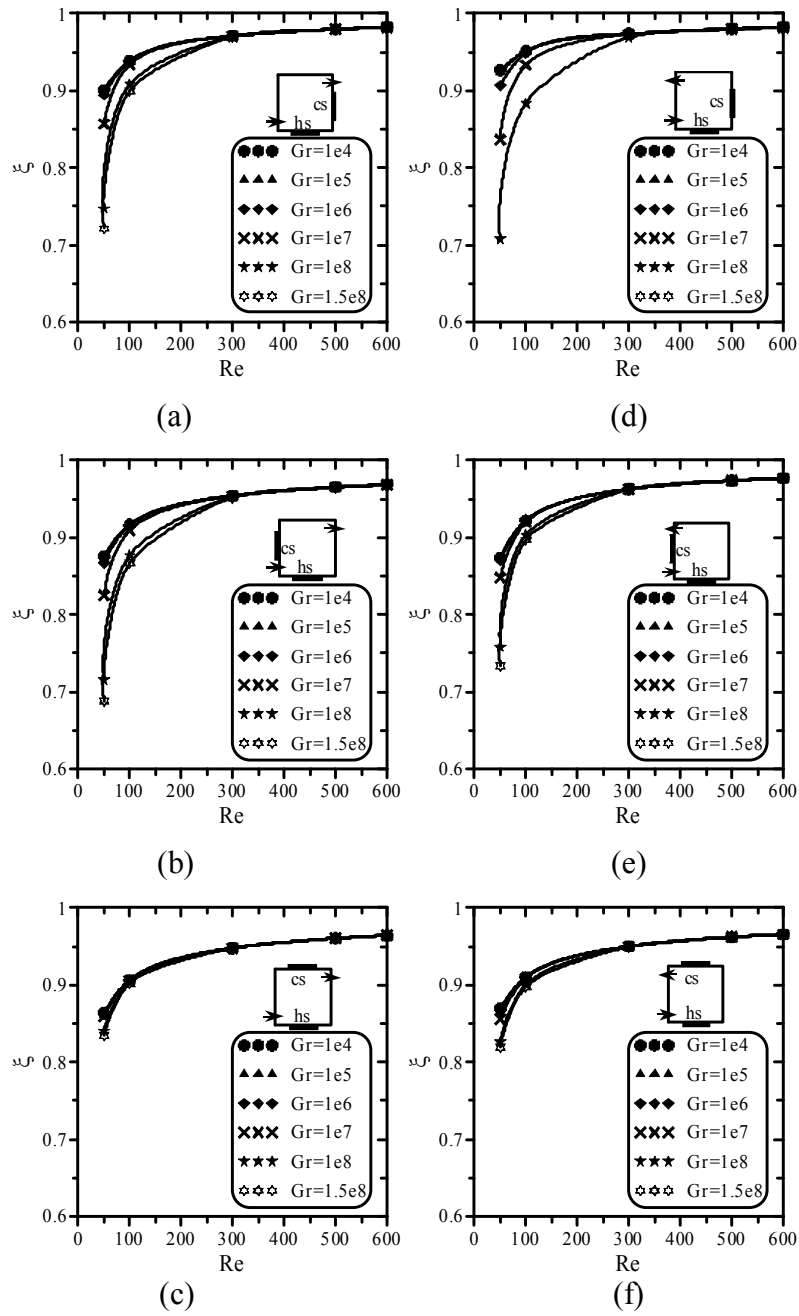 1
0.9
0.8
ξ
0.7
0.6
0 100 200 300 400 500 600
Re
cs
hs
Gr=1e4
Gr=1e5
Gr=1e6
Gr=1e7
Gr=1e8
Gr=1.5e8
(a)
1
0.9
0.8
ξ
0.7
0.6
0 100 200 300 400 500 600
Re
cs
hs
Gr=1e4
Gr=1e5
Gr=1e6
Gr=1e7
Gr=1e8
Gr=1.5e8
(d)
1
0.9
0.8
ξ
0.7
0.6
0 100 200 300 400 500 600
Re
cs
hs
Gr=1e4
Gr=1e5
Gr=1e6
Gr=1e7
Gr=1e8
Gr=1.5e8
(b)
1
0.9
0.8
ξ
0.7
0.6
0 100 200 300 400 500 600
Re
cs
hs
Gr=1e4
Gr=1e5
Gr=1e6
Gr=1e7
Gr=1e8
Gr=1.5e8
(e)
1
0.9
0.8
ξ
0.7
0.6
0 100 200 300 400 500 600
Re
cs
hs
Gr=1e4
Gr=1e5
Gr=1e6
Gr=1e7
Gr=1e8
Gr=1.5e8
(c)
1
0.9
0.8
ξ
0.7
0.6
0 100 200 300 400 500 600
Re
cs
hs
Gr=1e4
Gr=1e5
Gr=1e6
Gr=1e7
Gr=1e8
Gr=1.5e8
(f)